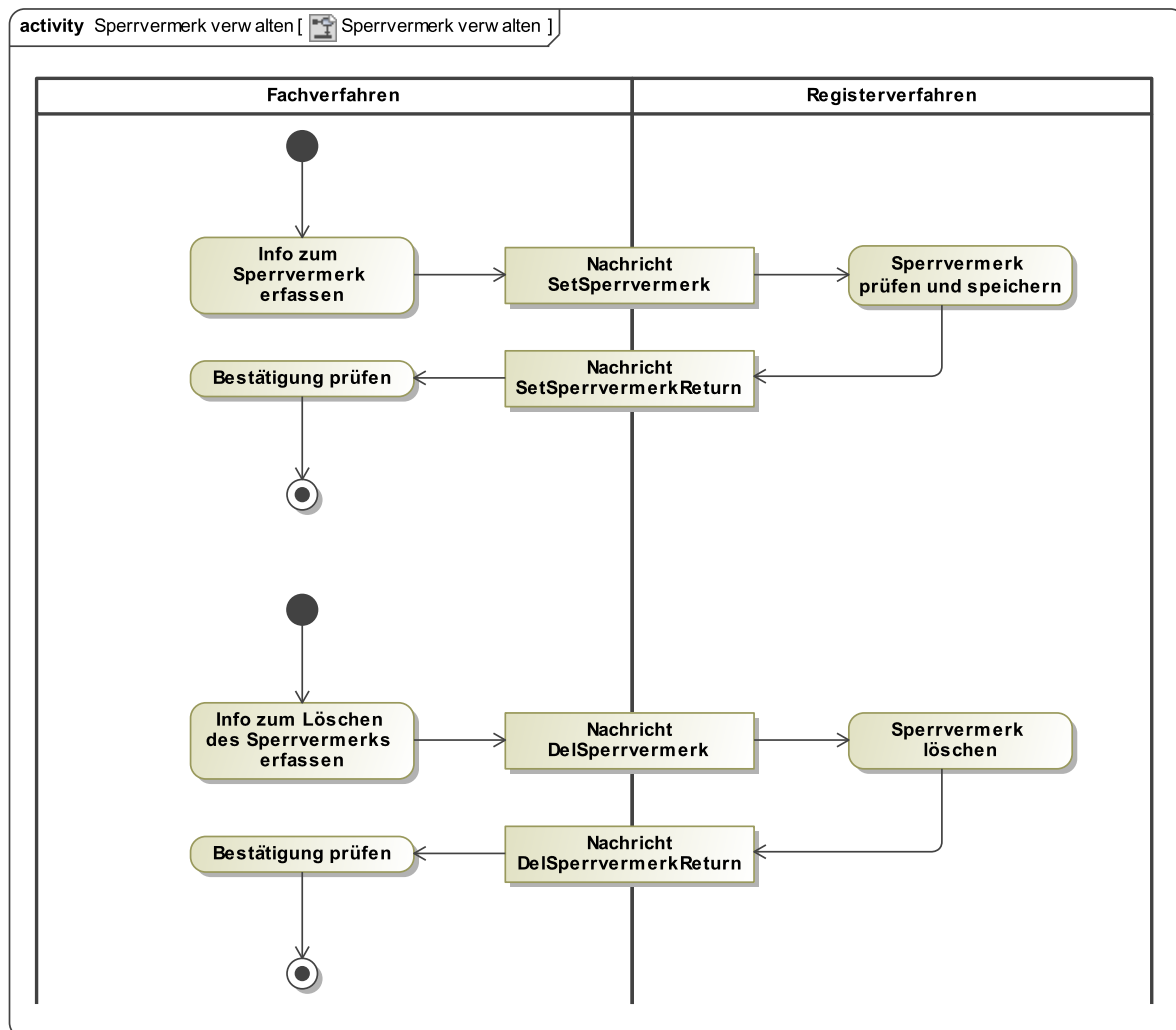 activity Sperrvermerk verwalten [ Sperrvermerk verwalten ]
Fachverfahren
Registerverfahren
Info zum
Sperrvermerk
erfassen
Nachricht
SetSperrvermerk
Sperrvermerk
prüfen und speichern
Bestätigung prüfen
Nachricht
SetSperrvermerkReturn
Info zum Löschen
des Sperrvermerks
erfassen
Nachricht
DelSperrvermerk
Sperrvermerk
löschen
Bestätigung prüfen
Nachricht
DelSperrvermerkReturn